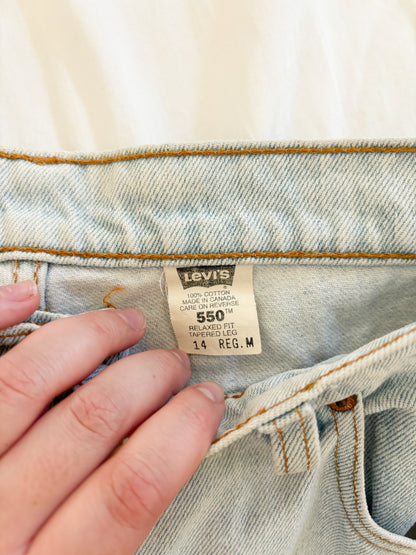 LEVI'S
100% COTTON
MADE IN CANADA
CARE ON REVERSE
550™
RELAXED FIT
TAPERED LEG
14 REG.M